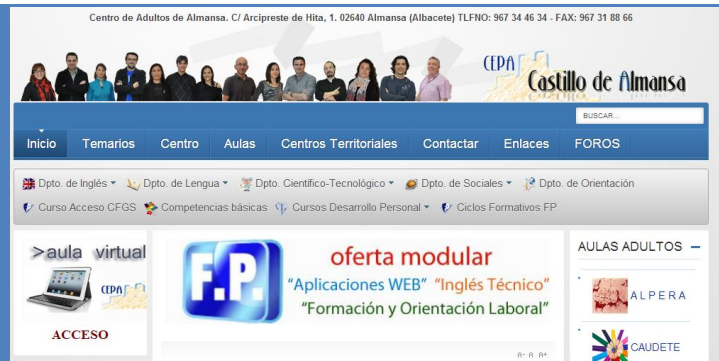 Centro de Adultos de Almansa. C/ Arcipreste de Hita, 1. 02640 Almansa (Albacete) TLFNO: 967 34 46 34 - FAX: 967 31 88 66
CEPA
Castillo de Almansa
BUSCAR...
Inicio Temarios Centro Aulas Centros Territoriales Contactar Enlaces FOROS
Dpto. de Inglés Dpto. de Lengua Dpto. Científico-Tecnológico Dpto. de Sociales Dpto. de Orientación
Curso Acceso CFGS Competencias básicas Cursos Desarrollo Personal Ciclos Formativos FP
>aula virtual
CEPA
ACCESO
F.P.
oferta modular
"Aplicaciones WEB" "Inglés Técnico"
"Formación y Orientación Laboral"
A- A A+
AULAS ADULTOS
ALPERA
CAUDETE